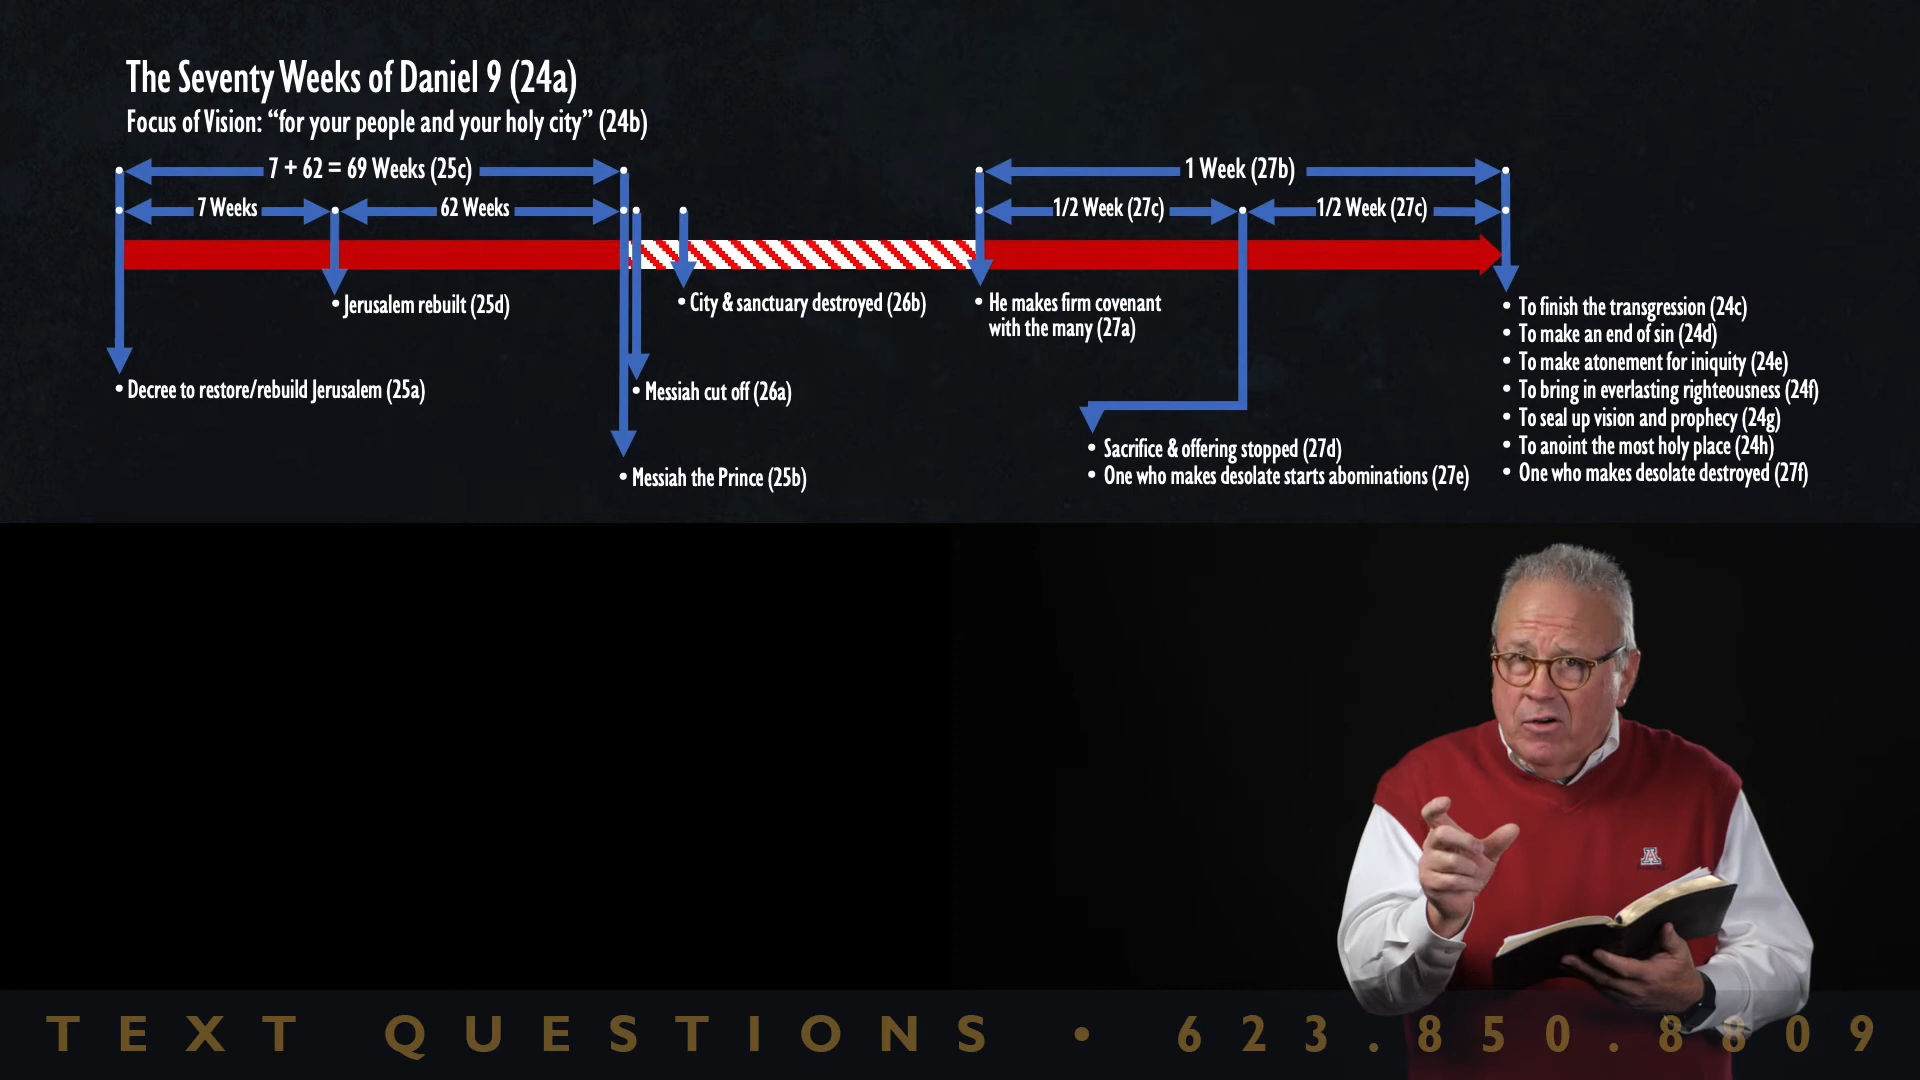 The Seventy Weeks of Daniel 9 (24a)
Focus of Vision: “for your people and your holy city” (24b)
7 + 62 = 69 Weeks (25c)
1 Week (27b)
7 Weeks
62 Weeks
1/2 Week (27c)
1/2 Week (27c)
• Jerusalem rebuilt (25d)
• City & sanctuary destroyed (26b)
• He makes firm covenant
with the many (27a)
• Decree to restore/rebuild Jerusalem (25a)
• Messiah cut off (26a)
• Messiah the Prince (25b)
• Sacrifice & offering stopped (27d)
• One who makes desolate starts abominations (27e)
• To finish the transgression (24c)
• To make an end of sin (24d)
• To make atonement for iniquity (24e)
• To bring in everlasting righteousness (24f)
• To seal up vision and prophecy (24g)
• To anoint the most holy place (24h)
• One who makes desolate destroyed (27f)
A
TEXT QUESTIONS • 623.850.8809